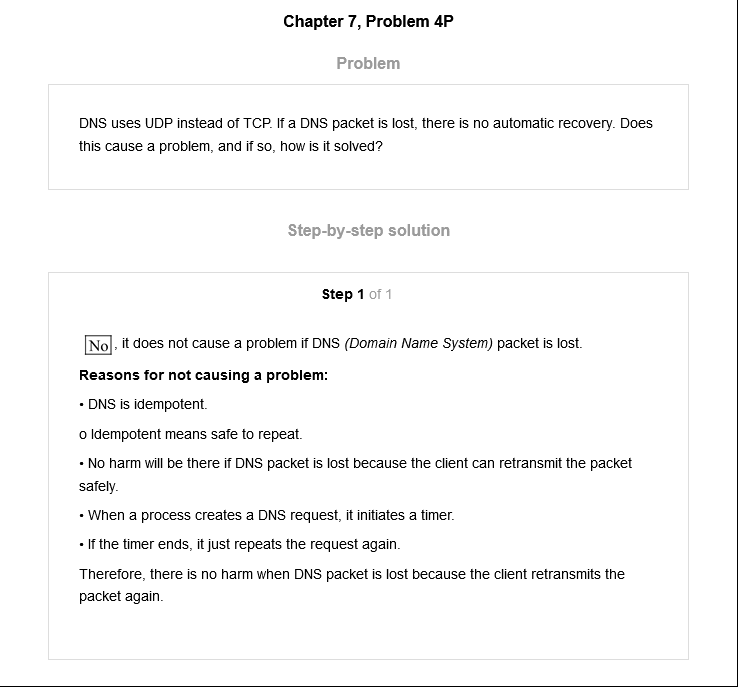 Chapter 7, Problem 4P
Problem
DNS uses UDP instead of TCP. If a DNS packet is lost, there is no automatic recovery. Does
this cause a problem, and if so, how is it solved?
Step-by-step solution
Step 1 of 1
No, it does not cause a problem if DNS (Domain Name System) packet is lost.
Reasons for not causing a problem:
• DNS is idempotent.
o Idempotent means safe to repeat.
• No harm will be there if DNS packet is lost because the client can retransmit the packet
safely.
• When a process creates a DNS request, it initiates a timer.
• If the timer ends, it just repeats the request again.
Therefore, there is no harm when DNS packet is lost because the client retransmits the
packet again.